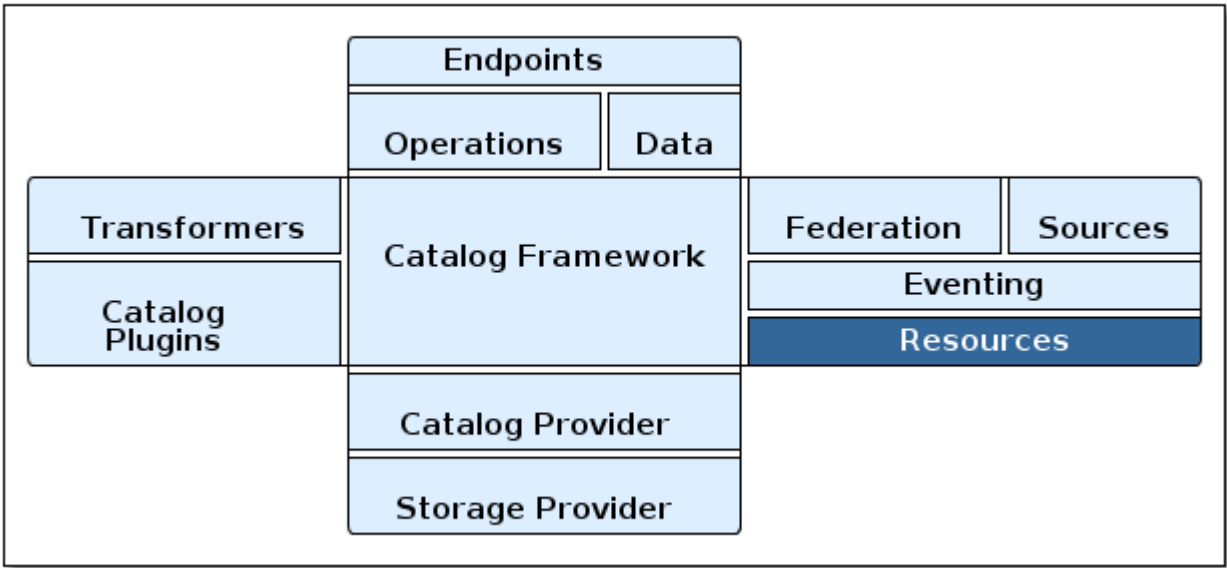 Endpoints
Operations
Data
Transformers
Catalog Framework
Federation
Sources
Eventing
Catalog
Plugins
Resources
Catalog Provider
Storage Provider